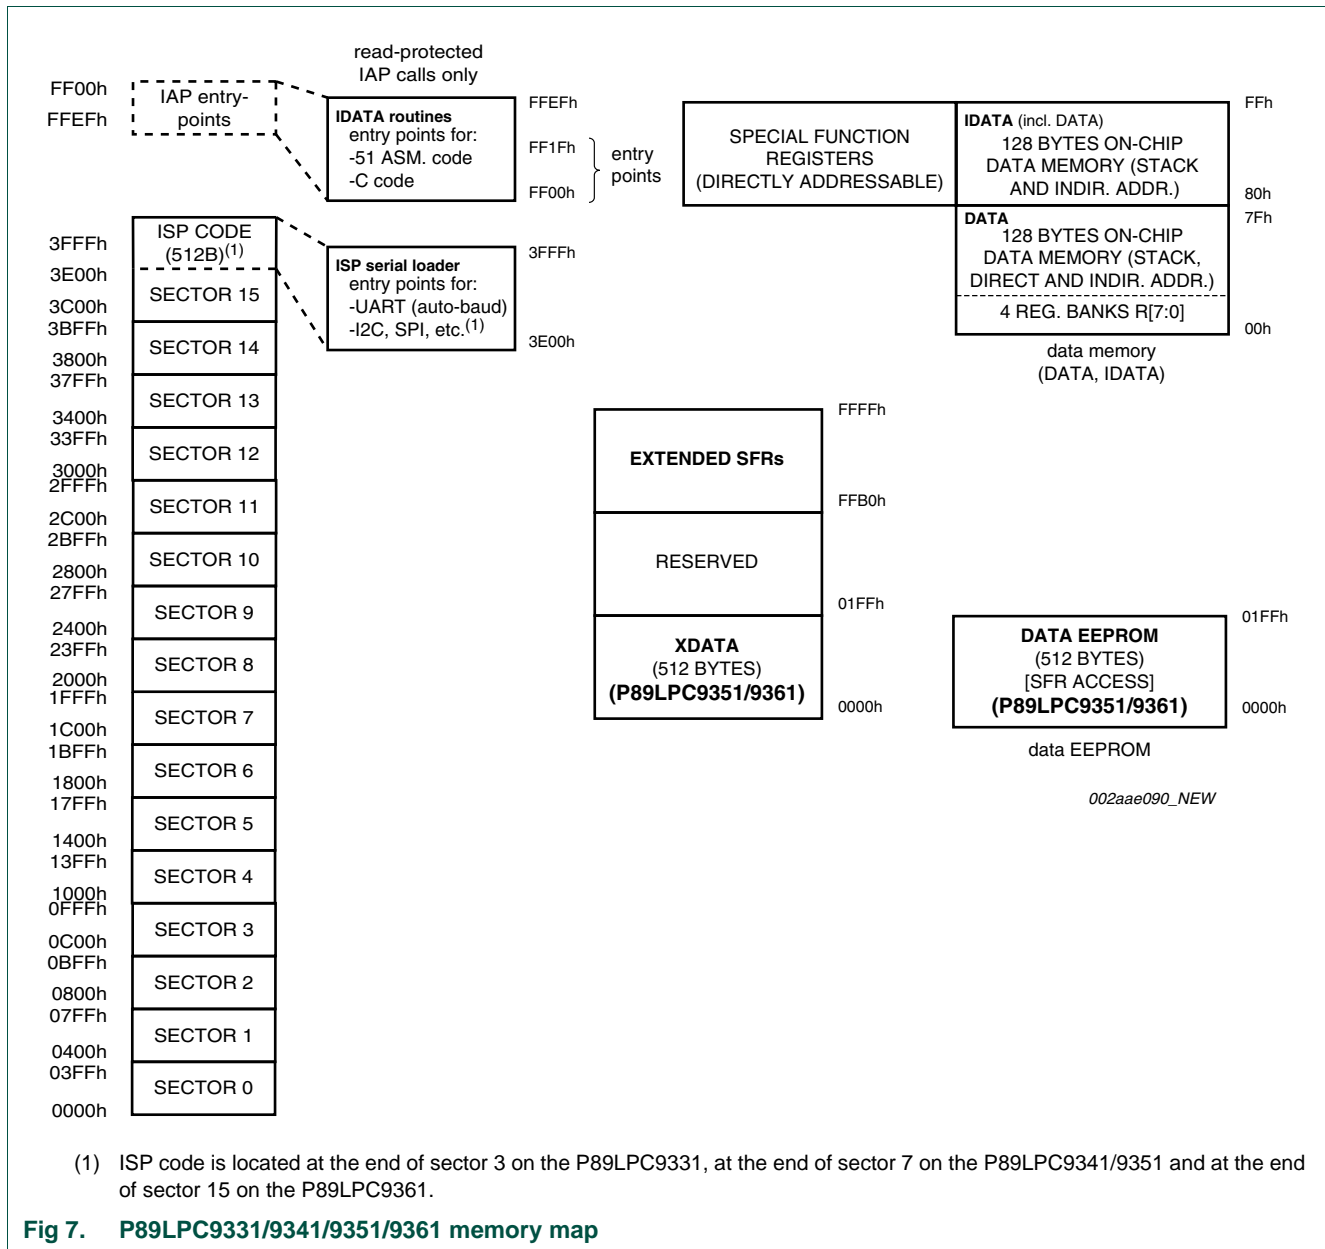 read-protected
IAP calls only
FF00h
FFEFh
IAP entry-
points
IDATA routines
entry points for:
-51 ASM. code
-C code
FFEFh
FF1Fh
FF00h
entry
points
SPECIAL FUNCTION
REGISTERS
(DIRECTLY ADDRESSABLE)
IDATA (incl. DATA)
128 BYTES ON-CHIP
DATA MEMORY (STACK
AND INDIR. ADDR.)
FFh
80h
DATA
128 BYTES ON-CHIP
DATA MEMORY (STACK,
DIRECT AND INDIR. ADDR.)
4 REG. BANKS R[7:0]
7Fh
00h
data memory
(DATA, IDATA)
3FFFh
ISP CODE
(512B)(1)
3E00h
SECTOR 15
3C00h
ISP serial loader
entry points for:
-UART (auto-baud)
-I2C, SPI, etc.(1)
3FFFh
3E00h
3BFFh
SECTOR 14
3800h
37FFh
SECTOR 13
3400h
33FFh
SECTOR 12
3000h
2FFFh
SECTOR 11
2C00h
2BFFh
SECTOR 10
2800h
27FFh
SECTOR 9
2400h
23FFh
SECTOR 8
2000h
1FFFh
SECTOR 7
1C00h
1BFFh
SECTOR 6
1800h
17FFh
SECTOR 5
1400h
13FFh
SECTOR 4
1000h
0FFFh
SECTOR 3
0C00h
0BFFh
SECTOR 2
0800h
07FFh
SECTOR 1
0400h
03FFh
SECTOR 0
0000h
FFFFh
EXTENDED SFRs
FFB0h
RESERVED
01FFh
XDATA
(512 BYTES)
(P89LPC9351/9361)
0000h
01FFh
DATA EEPROM
(512 BYTES)
[SFR ACCESS]
(P89LPC9351/9361)
0000h
data EEPROM
002aae090_NEW
(1) ISP code is located at the end of sector 3 on the P89LPC9331, at the end of sector 7 on the P89LPC9341/9351 and at the end
of sector 15 on the P89LPC9361.
Fig 7. P89LPC9331/9341/9351/9361 memory map